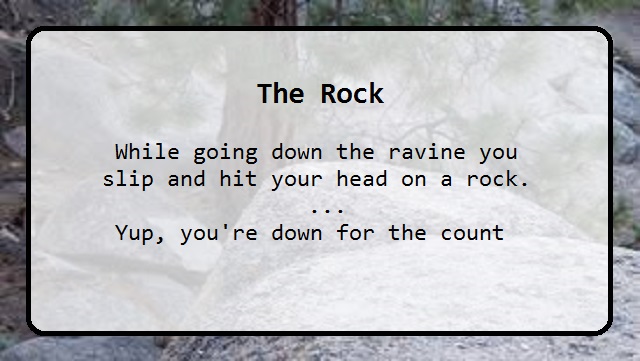 The Rock
While going down the ravine you
slip and hit your head on a rock.
...
Yup, you're down for the count